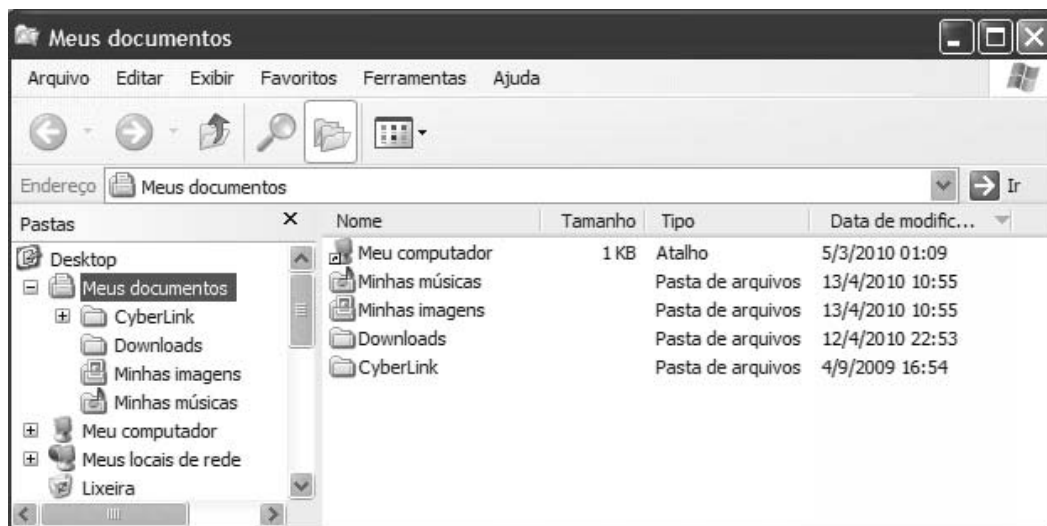 Meus documentos
Arquivo Editar Exibir Favoritos Ferramentas Ajuda
Endereço Meus documentos Ir
Pastas
Desktop
Meus documentos
CyberLink
Downloads
Minhas imagens
Minhas músicas
Meu computador
Meus locais de rede
Lixeira
Nome Tamanho Tipo Data de modific...
Meu computador 1 KB Atalho 5/3/2010 01:09
Minhas músicas Pasta de arquivos 13/4/2010 10:55
Minhas imagens Pasta de arquivos 13/4/2010 10:55
Downloads Pasta de arquivos 12/4/2010 22:53
CyberLink Pasta de arquivos 4/9/2009 16:54